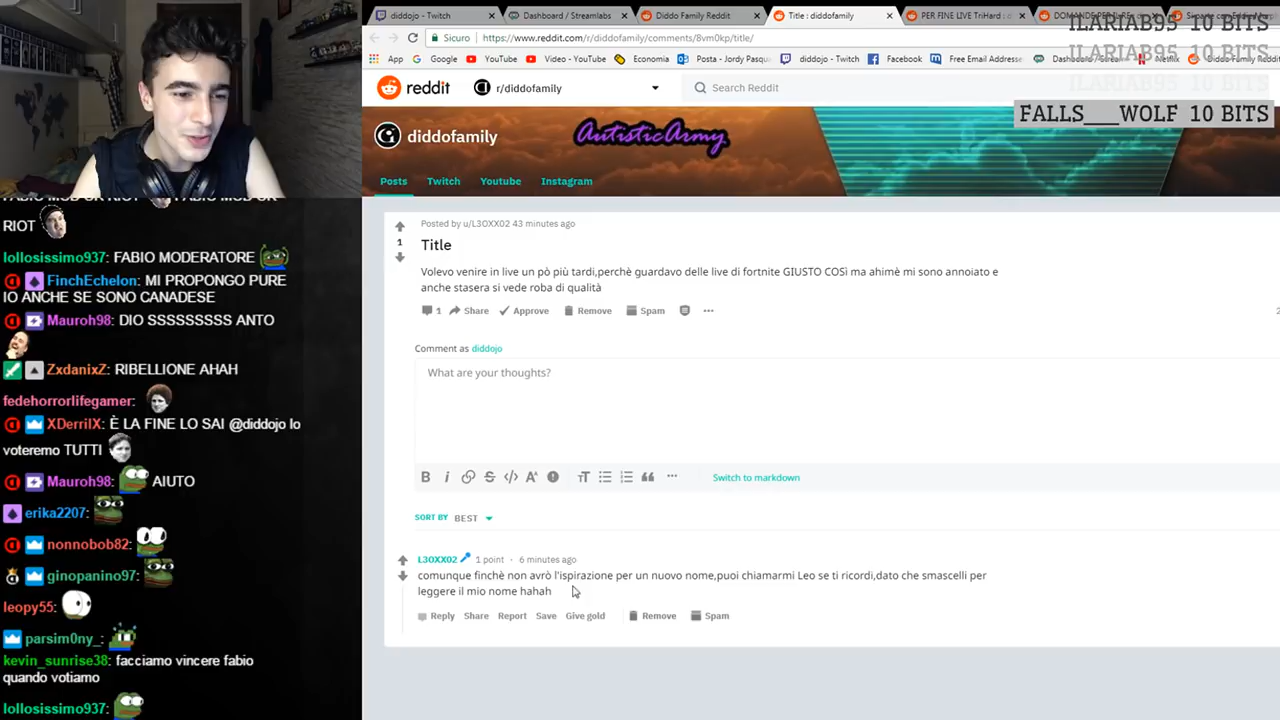 diddojo - Twitch
Dashboard / Streamlabs
Diddo Family Reddit
Title : diddofamily
PER FINE LIVE TriHard
ILARIAB95 10 BITS
ILARIAB95 10 BITS
FALLS___WOLF 10 BITS
Sicuro
https://www.reddit.com/r/diddofamily/comments/8vm0kp/title/
App Google YouTube Video - YouTube Economia Posta - Jordy Pasqu diddojo - Twitch Facebook Free Email Addresse
reddit
r/diddofamily
Search Reddit
diddofamily
AutisticArmy
Posts Twitch Youtube Instagram
RIOT
lollosissimo937: FABIO MODERATORE
FinchEchelon: MI PROPONGO PURE
IO ANCHE SE SONO CANADESE
Mauroh98: DIO SSSSSSSSS ANTO
ZxdanixZ: RIBELLIONE AHAH
fedehorrorlifegamer:
XDerrilX: È LA FINE LO SAI @diddojo lo
voteremo TUTTI
Mauroh98: AIUTO
erika2207:
nonnobob82:
ginopanino97:
leopy55:
parsim0ny_:
kevin_sunrise38: facciamo vincere fabio
quando votiamo
lollosissimo937:
Posted by u/L3OXX02 43 minutes ago
1
Title
Volevo venire in live un pò più tardi,perchè guardavo delle live di fortnite GIUSTO COSì ma ahimè mi sono annoiato e
anche stasera si vede roba di qualità
1 Share Approve Remove Spam
Comment as diddojo
What are your thoughts?
Switch to markdown
SORT BY BEST
L3OXX02 1 point · 6 minutes ago
comunque finchè non avrò l'ispirazione per un nuovo nome,puoi chiamarmi Leo se ti ricordi,dato che smascelli per
leggere il mio nome hahah
Reply Share Report Save Give gold Remove Spam